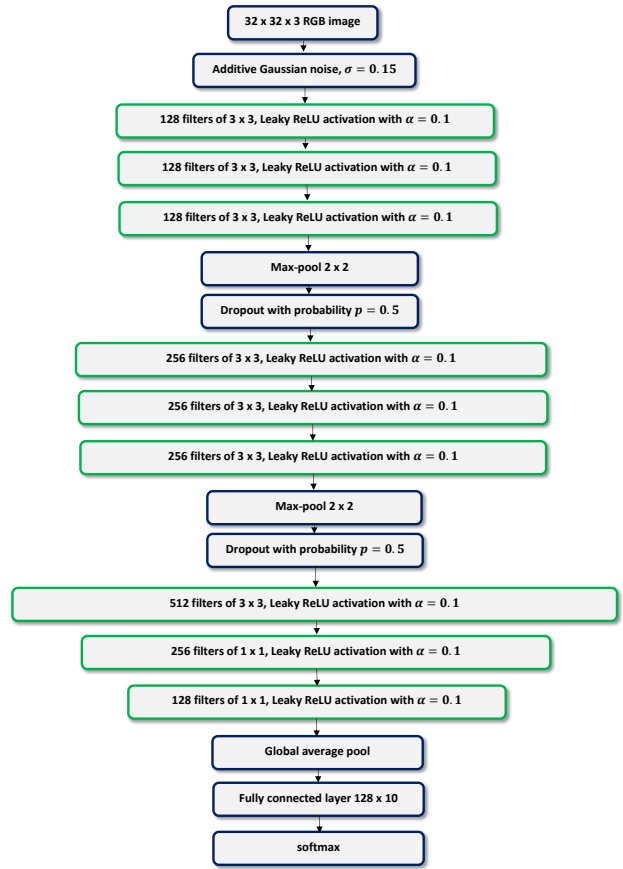 32 x 32 x 3 RGB image
Additive Gaussian noise, σ = 0.15
128 filters of 3 x 3, Leaky ReLU activation with α = 0.1
128 filters of 3 x 3, Leaky ReLU activation with α = 0.1
128 filters of 3 x 3, Leaky ReLU activation with α = 0.1
Max-pool 2 x 2
Dropout with probability p = 0.5
256 filters of 3 x 3, Leaky ReLU activation with α = 0.1
256 filters of 3 x 3, Leaky ReLU activation with α = 0.1
256 filters of 3 x 3, Leaky ReLU activation with α = 0.1
Max-pool 2 x 2
Dropout with probability p = 0.5
512 filters of 3 x 3, Leaky ReLU activation with α = 0.1
256 filters of 1 x 1, Leaky ReLU activation with α = 0.1
128 filters of 1 x 1, Leaky ReLU activation with α = 0.1
Global average pool
Fully connected layer 128 x 10
softmax